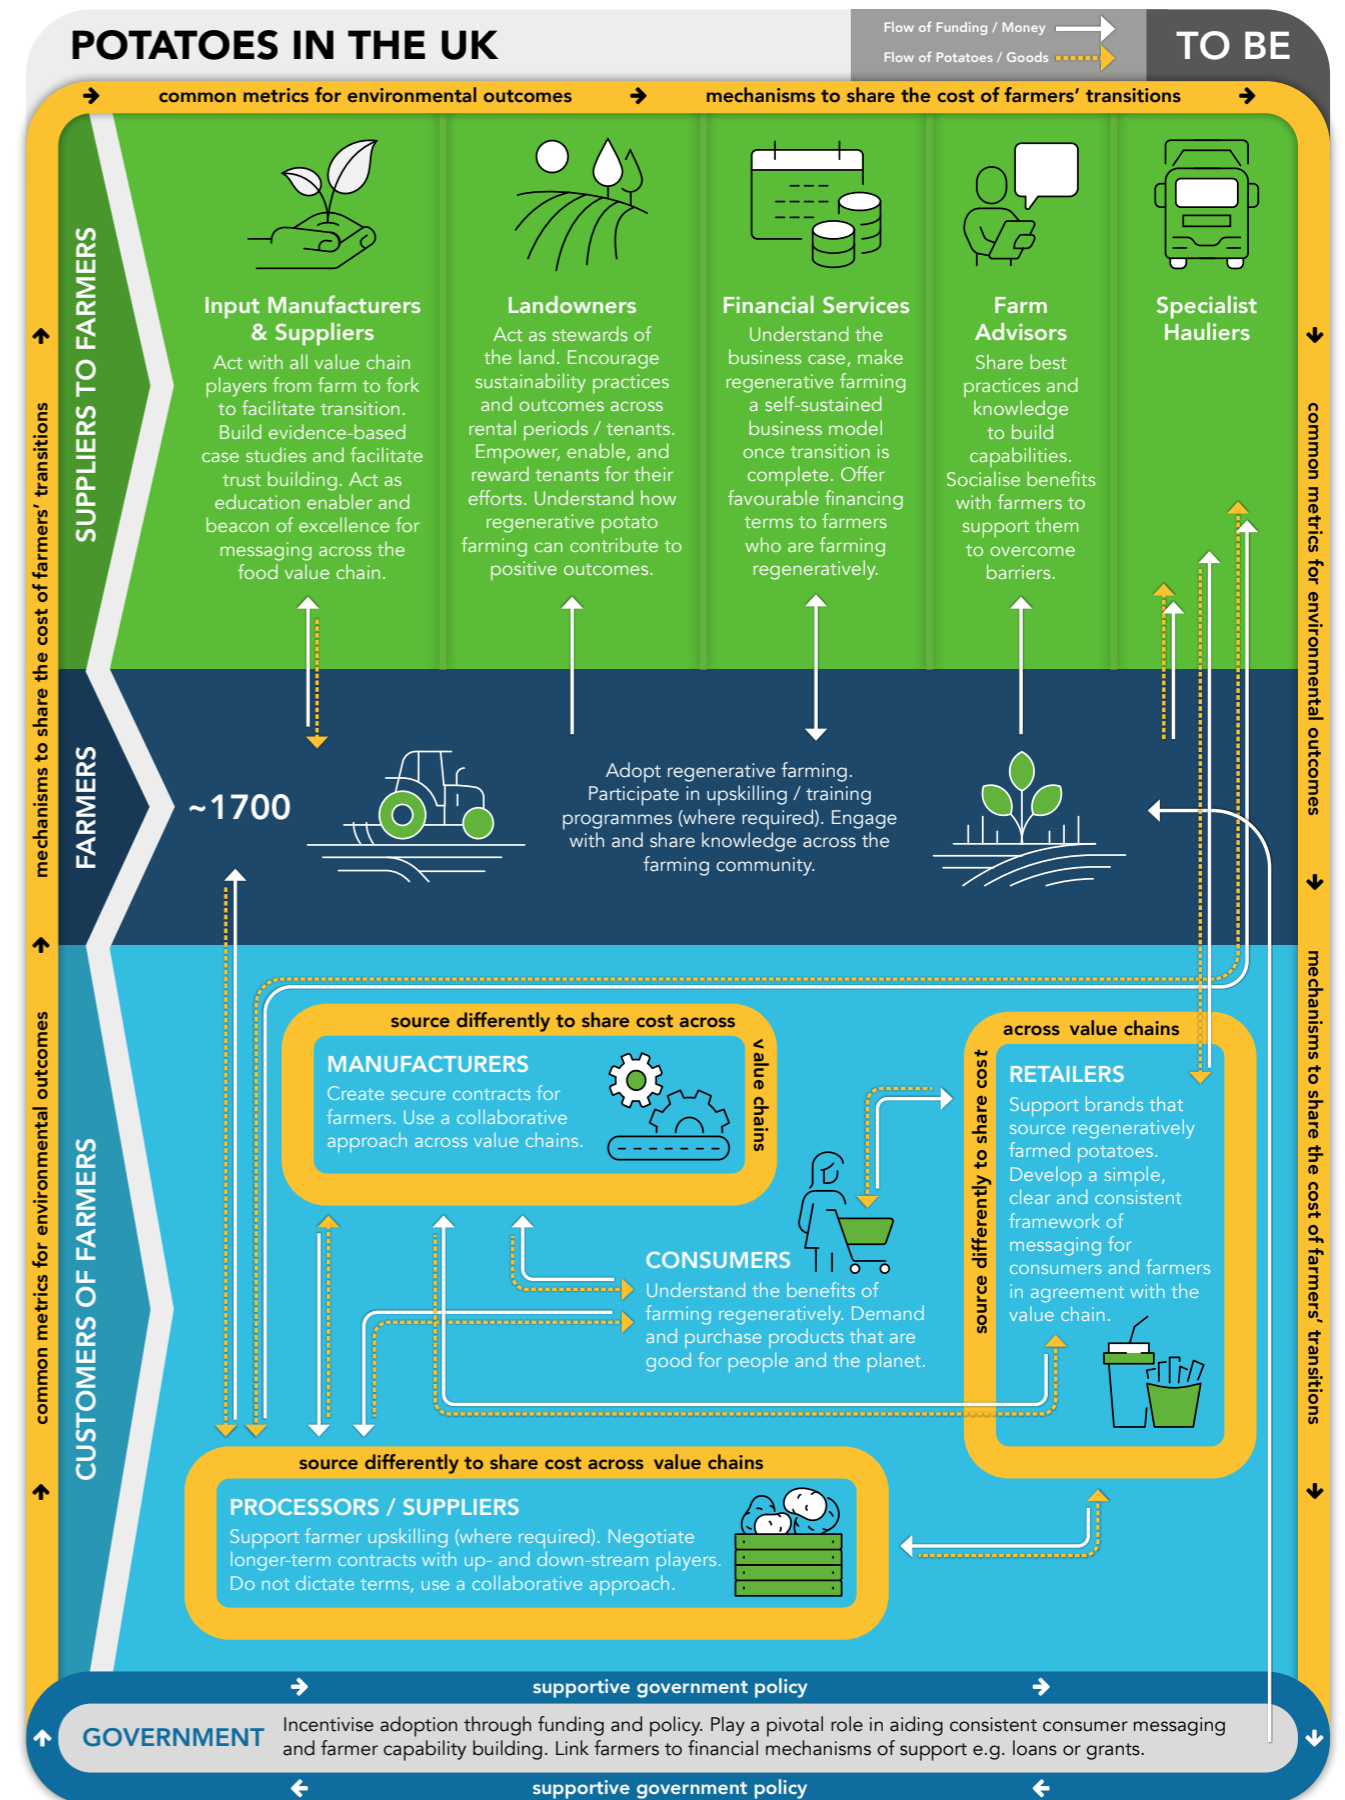 POTATOES IN THE UK
Flow of Funding / Money
Flow of Potatoes / Goods
TO BE
common metrics for environmental outcomes
mechanisms to share the cost of farmers’ transitions
common metrics for environmental outcomes
mechanisms to share the cost of farmers’ transitions
common metrics for environmental outcomes
mechanisms to share the cost of farmers’ transitions
SUPPLIERS TO FARMERS
Input Manufacturers
& Suppliers
Act with all value chain
players from farm to fork
to facilitate transition.
Build evidence-based
case studies and facilitate
trust building. Act as
education enabler and
beacon of excellence for
messaging across the
food value chain.
Landowners
Act as stewards of
the land. Encourage
sustainability practices
and outcomes across
rental periods / tenants.
Empower, enable, and
reward tenants for their
efforts. Understand how
regenerative potato
farming can contribute to
positive outcomes.
Financial Services
Understand the
business case, make
regenerative farming
a self-sustained
business model
once transition is
complete. Offer
favourable financing
terms to farmers
who are farming
regeneratively.
Farm
Advisors
Share best
practices and
knowledge
to build
capabilities.
Socialise benefits
with farmers to
support them
to overcome
barriers.
Specialist
Hauliers
FARMERS
~1700
Adopt regenerative farming.
Participate in upskilling / training
programmes (where required). Engage
with and share knowledge across the
farming community.
CUSTOMERS OF FARMERS
source differently to share cost across
value chains
MANUFACTURERS
Create secure contracts for
farmers. Use a collaborative
approach across value chains.
source differently to share cost
across value chains
RETAILERS
Support brands that
source regeneratively
farmed potatoes.
Develop a simple,
clear and consistent
framework of
messaging for
consumers and farmers
in agreement with the
value chain.
CONSUMERS
Understand the benefits of
farming regeneratively. Demand
and purchase products that are
good for people and the planet.
source differently to share cost across value chains
PROCESSORS / SUPPLIERS
Support farmer upskilling (where required). Negotiate
longer-term contracts with up- and down-stream players.
Do not dictate terms, use a collaborative approach.
supportive government policy
GOVERNMENT
Incentivise adoption through funding and policy. Play a pivotal role in aiding consistent consumer messaging
and farmer capability building. Link farmers to financial mechanisms of support e.g. loans or grants.
supportive government policy